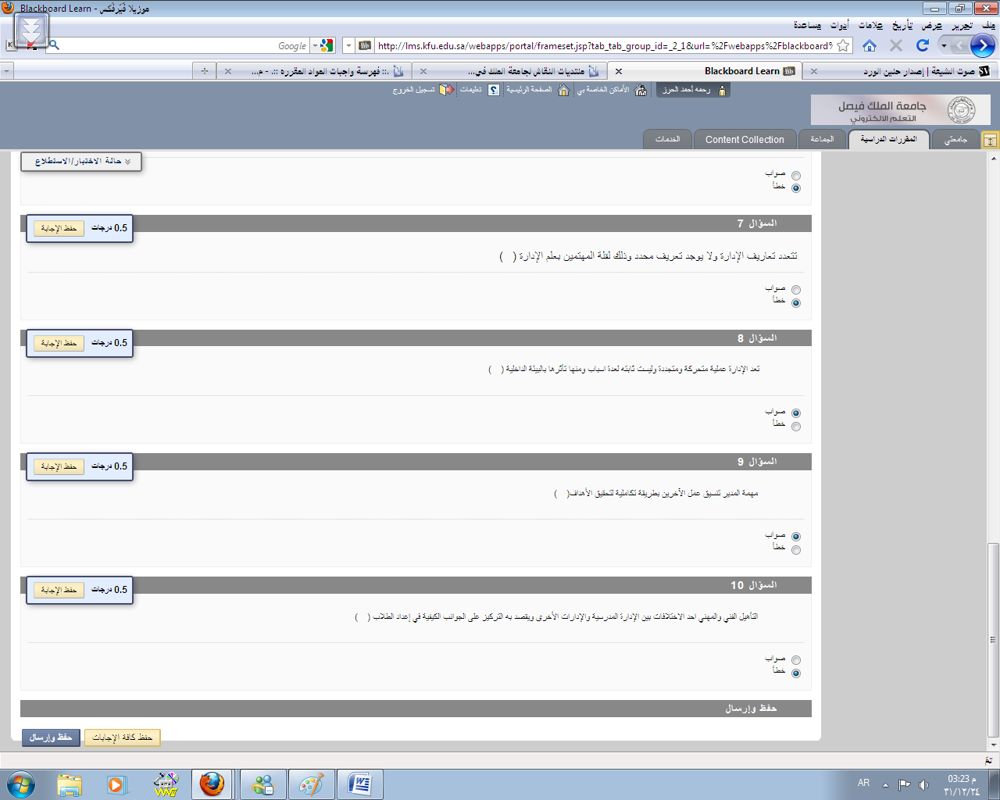 Blackboard Learn - موزيلا فَيَرفُكس
ملف تحرير عرض تأريخ علامات أدوات مساعدة
Google
http://lms.kfu.edu.sa/webapps/portal/frameset.jsp?tab_tab_group_id=_2_1&url=%2Fwebapps%2Fblackboard%
صوت الشيعة | إصدار حنين الورد
Blackboard Learn
منتديات النقاش لجامعة الملك في...
.:: فهرسة واجبات المواد المقرره ::. - م...
رحمه أحمد الحرز
الأماكن الخاصة بي
الصفحة الرئيسية
تعليمات
تسجيل الخروج
جامعة الملك فيصل
التعلم الالكتروني
جامعتي
المقررات الدراسية
الجماعة
Content Collection
الخدمات
حالة الاختبار/الاستطلاع
صواب
خطأ
السؤال 7
0.5 درجات
حفظ الإجابة
تتعدد تعاريف الإدارة ولا يوجد تعريف محدد وذلك لقلة المهتمين بعلم الإدارة ( )
صواب
خطأ
السؤال 8
0.5 درجات
حفظ الإجابة
تعد الإدارة عملية متحركة ومتجددة وليست ثابته لعدة اسباب ومنها تأثرها بالبيئة الداخلية ( )
صواب
خطأ
السؤال 9
0.5 درجات
حفظ الإجابة
مهمة المدير تنسيق عمل الآخرين بطريقة تكاملية لتحقيق الأهداف( )
صواب
خطأ
السؤال 10
0.5 درجات
حفظ الإجابة
التأهيل الفني والمهني احد الاختلافات بين الإدارة المدرسية والإدارات الأخرى ويقصد به التركيز على الجوانب الكيفية في إعداد الطلاب ( )
صواب
خطأ
حفظ وإرسال
حفظ كافة الإجابات
حفظ وإرسال
تمّ
AR
03:23 م
٣١/١٢/٢٤